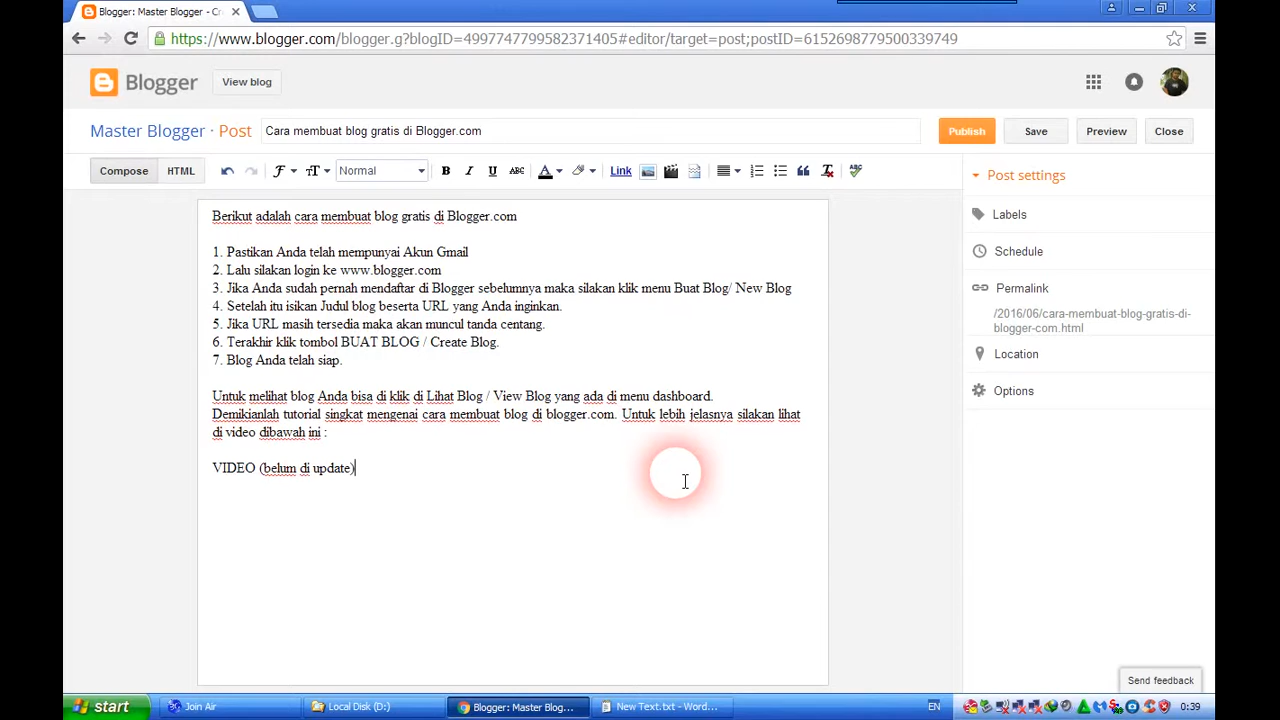 Blogger: Master Blogger - Cr
https://www.blogger.com/blogger.g?blogID=4997747799582371405#editor/target=post;postID=6152698779500339749
Blogger
View blog
Master Blogger · Post
Cara membuat blog gratis di Blogger.com
Publish
Save
Preview
Close
Compose
HTML
Normal
Link
ABC
Post settings
Berikut adalah cara membuat blog gratis di Blogger.com
1. Pastikan Anda telah mempunyai Akun Gmail
2. Lalu silakan login ke www.blogger.com
3. Jika Anda sudah pernah mendaftar di Blogger sebelumnya maka silakan klik menu Buat Blog/ New Blog
4. Setelah itu isikan Judul blog beserta URL yang Anda inginkan.
5. Jika URL masih tersedia maka akan muncul tanda centang.
6. Terakhir klik tombol BUAT BLOG / Create Blog.
7. Blog Anda telah siap.
Untuk melihat blog Anda bisa di klik di Lihat Blog / View Blog yang ada di menu dashboard.
Demikianlah tutorial singkat mengenai cara membuat blog di blogger.com. Untuk lebih jelasnya silakan lihat
di video dibawah ini :
VIDEO (belum di update)
Labels
Schedule
Permalink
/2016/06/cara-membuat-blog-gratis-di-
blogger-com.html
Location
Options
Send feedback
start
Join Air
Local Disk (D:)
Blogger: Master Blog...
New Text.txt - Word...
EN
0:39